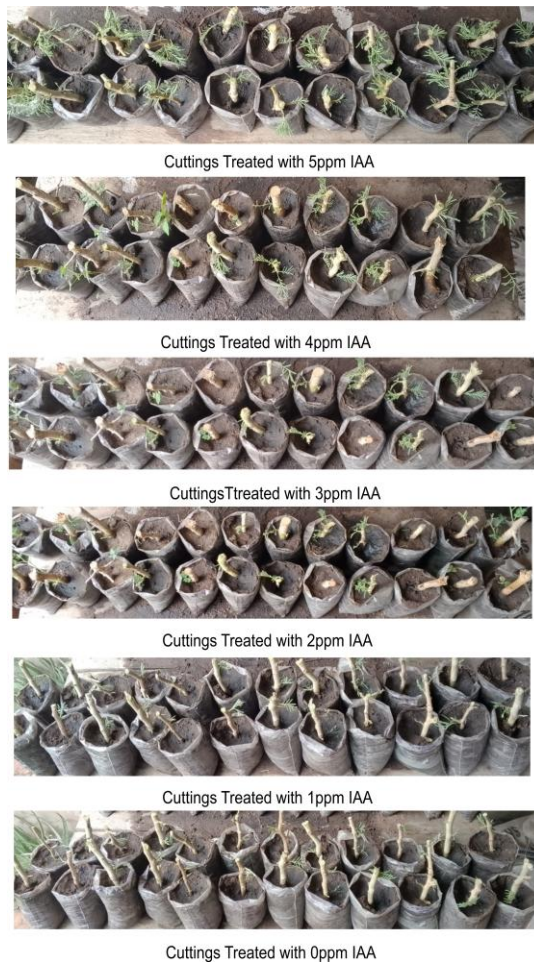 Cuttings Treated with 5ppm IAA
Cuttings Treated with 4ppm IAA
CuttingsTtreated with 3ppm IAA
Cuttings Treated with 2ppm IAA
Cuttings Treated with 1ppm IAA
Cuttings Treated with 0ppm IAA